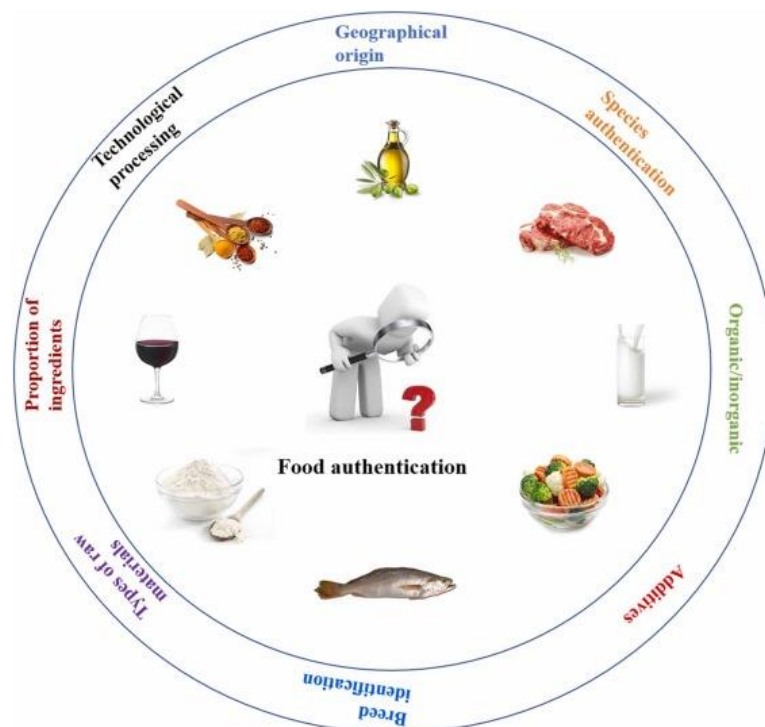 Geographical
origin
Species
authentication
Organic/inorganic
Additives
Breed
identification
Types of raw
materials
Proportion of
ingredients
Technological
processing
?
Food authentication